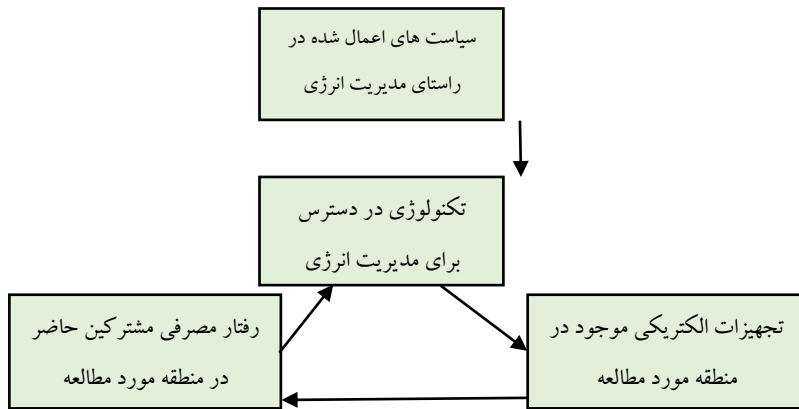 سیاست های اعمال شده در
راستای مدیریت انرژی
تکنولوژی در دسترس
برای مدیریت انرژی
تجهیزات الکتریکی موجود در
منطقه مورد مطالعه
رفتار مصرفی مشترکین حاضر
در منطقه مورد مطالعه